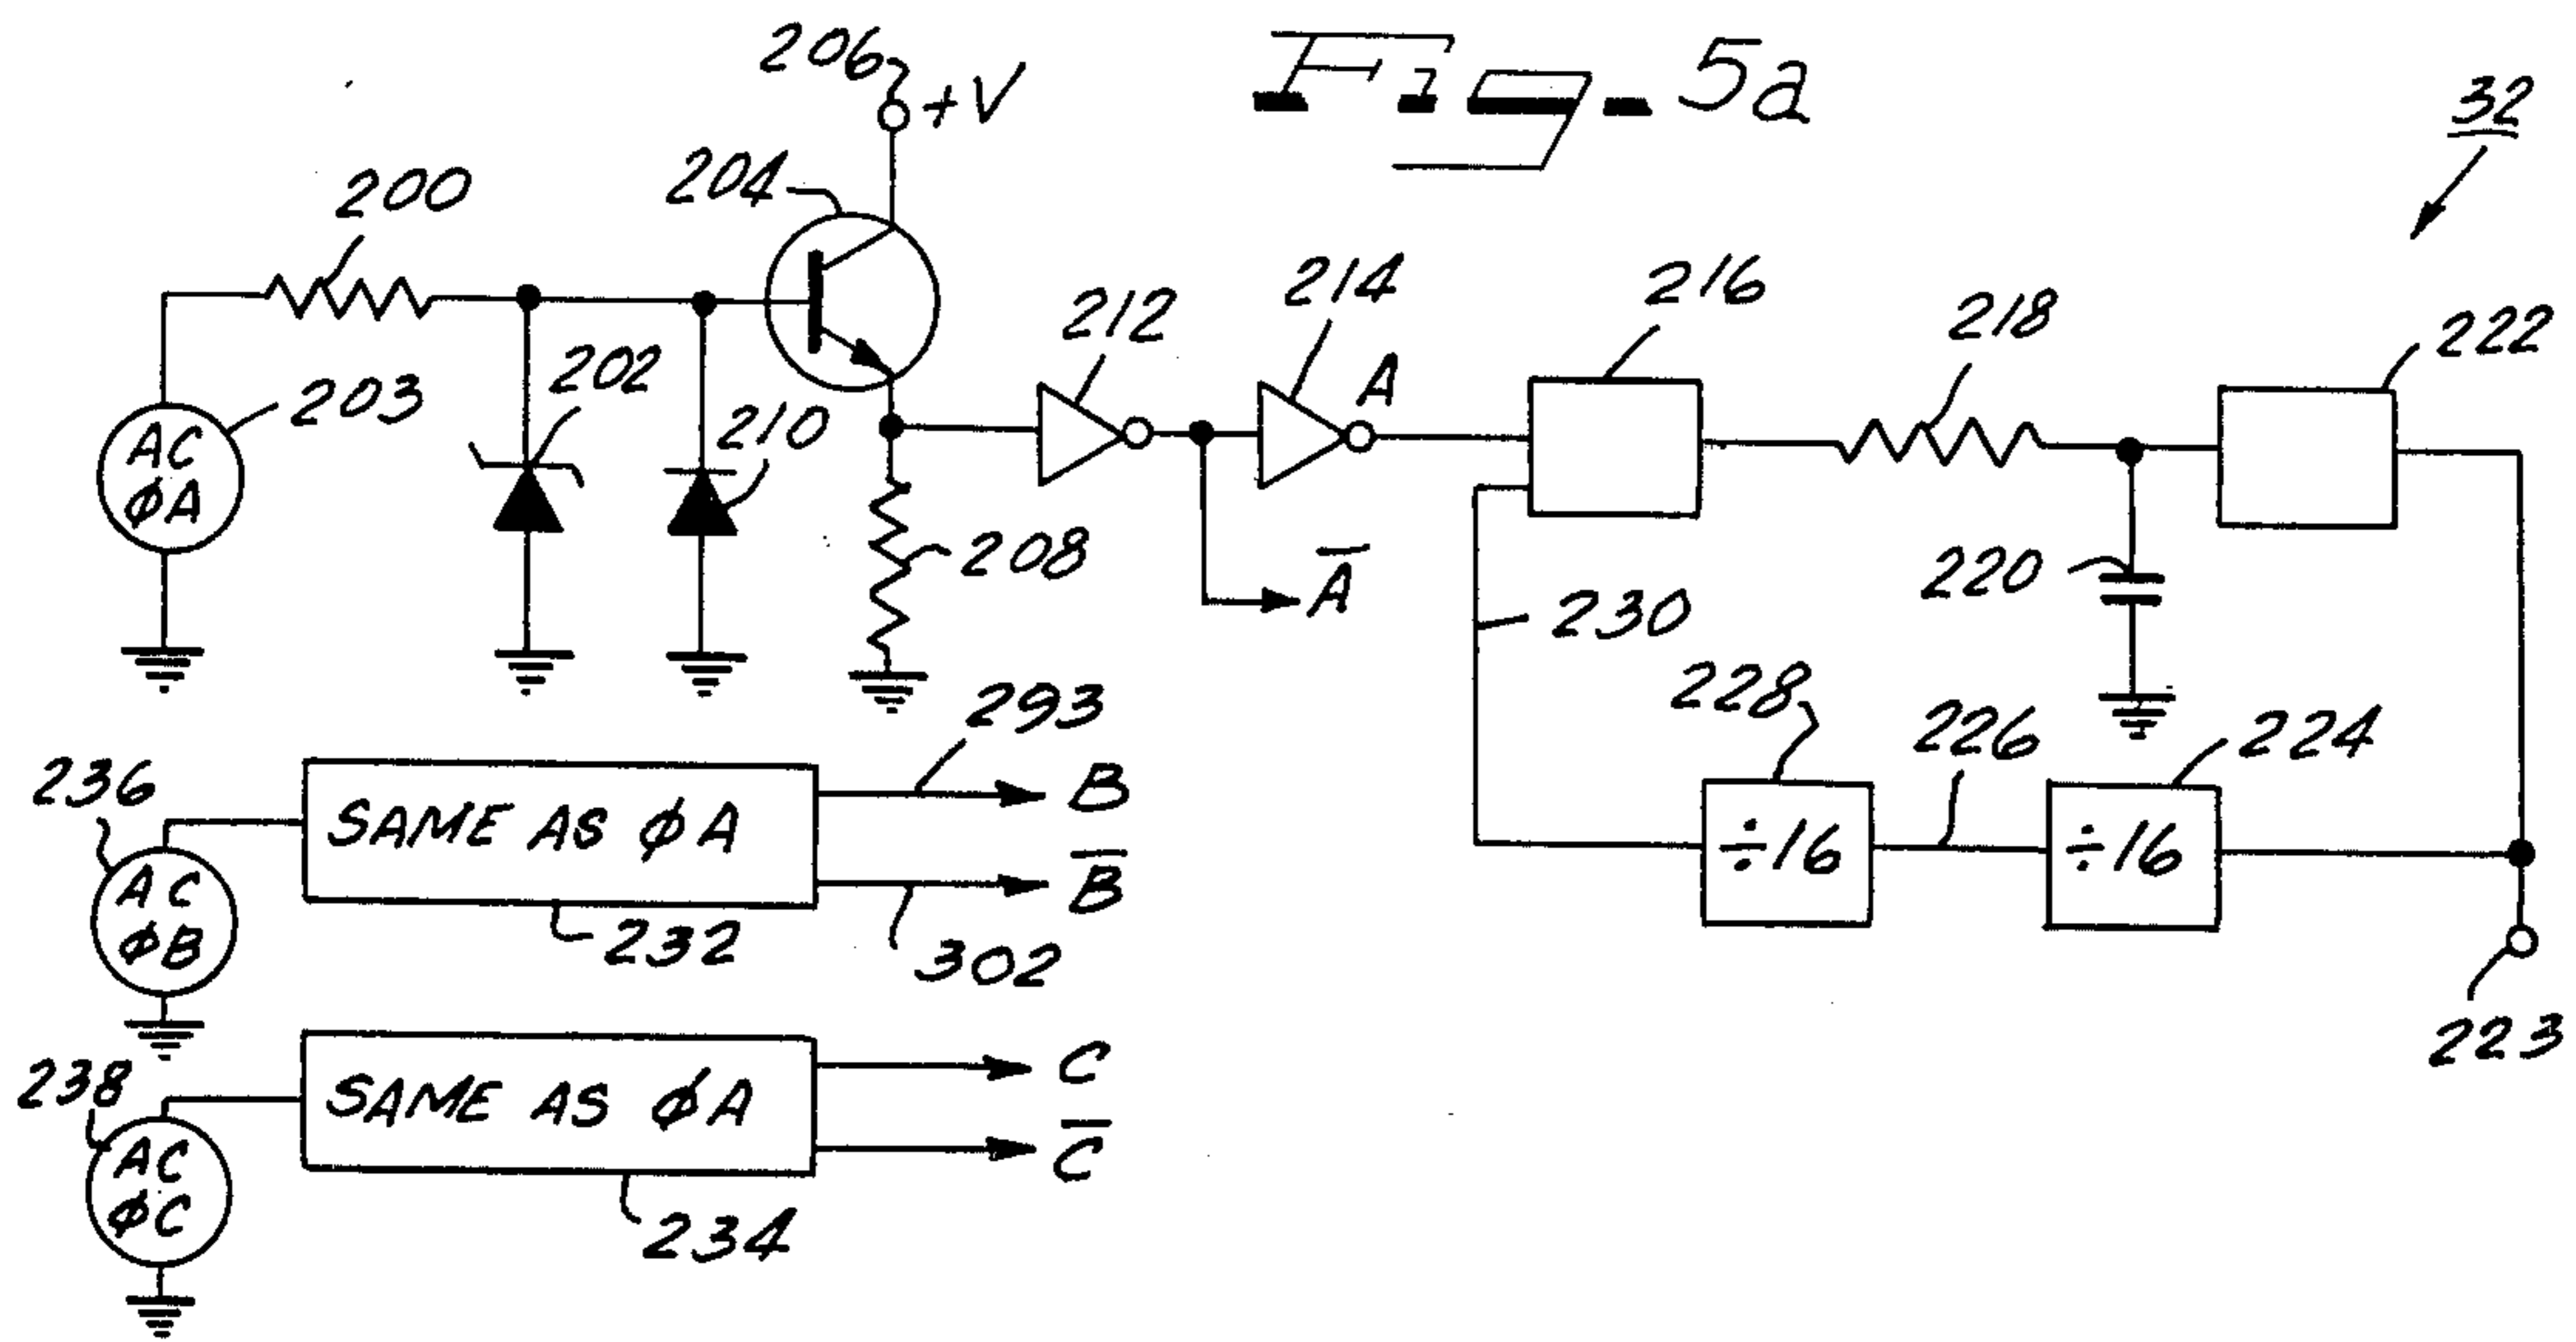 Fig-5a
32
206
+V
204
200
203
AC
φA
202
210
208
212
214
A
A̅
216
218
222
220
230
228
÷16
226
224
÷16
223
293
236
AC
φB
SAME AS φA
232
B
B̅
302
238
AC
φC
SAME AS φA
234
C
C̅